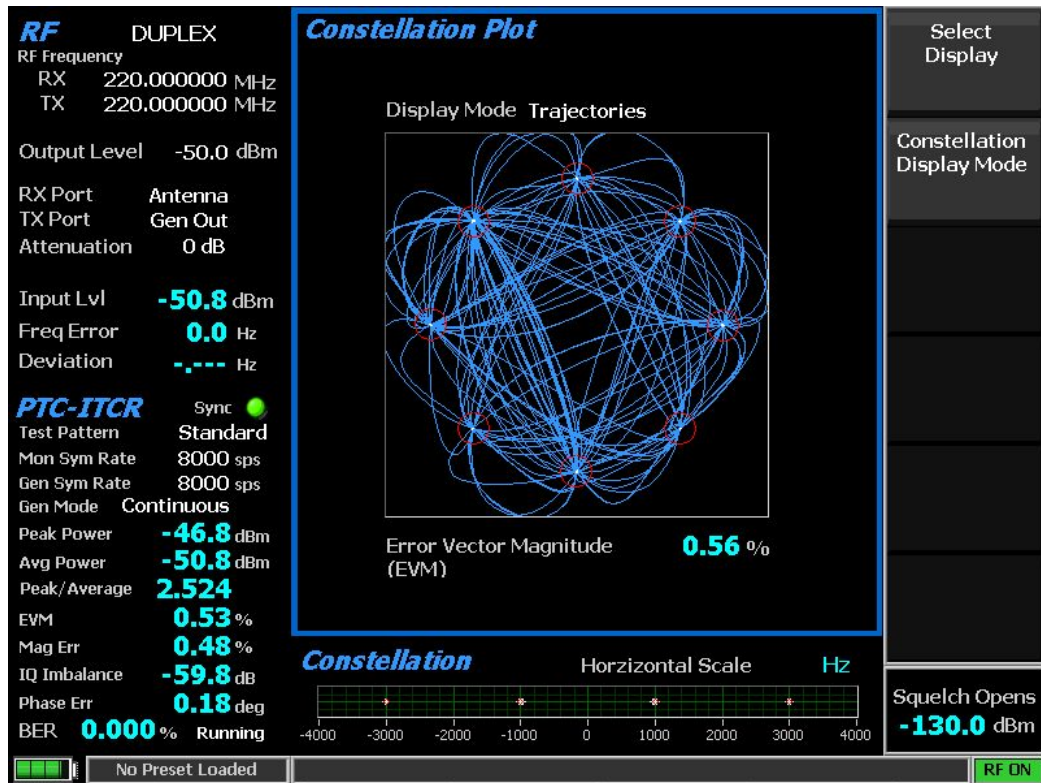 RF DUPLEX
RF Frequency
RX 220.000000 MHz
TX 220.000000 MHz
Output Level -50.0 dBm
RX Port Antenna
TX Port Gen Out
Attenuation 0 dB
Input Lvl -50.8 dBm
Freq Error 0.0 Hz
Deviation -.--- Hz
PTC-ITCR Sync
Test Pattern Standard
Mon Sym Rate 8000 sps
Gen Sym Rate 8000 sps
Gen Mode Continuous
Peak Power -46.8 dBm
Avg Power -50.8 dBm
Peak/Average 2.524
EVM 0.53 %
Mag Err 0.48 %
IQ Imbalance -59.8 dB
Phase Err 0.18 deg
BER 0.000 % Running
Constellation Plot
Display Mode Trajectories
Error Vector Magnitude 0.56 %
(EVM)
Constellation Horzizontal Scale Hz
-4000 -3000 -2000 -1000 0 1000 2000 3000 4000
Select
Display
Constellation
Display Mode
Squelch Opens
-130.0 dBm
No Preset Loaded
RF ON